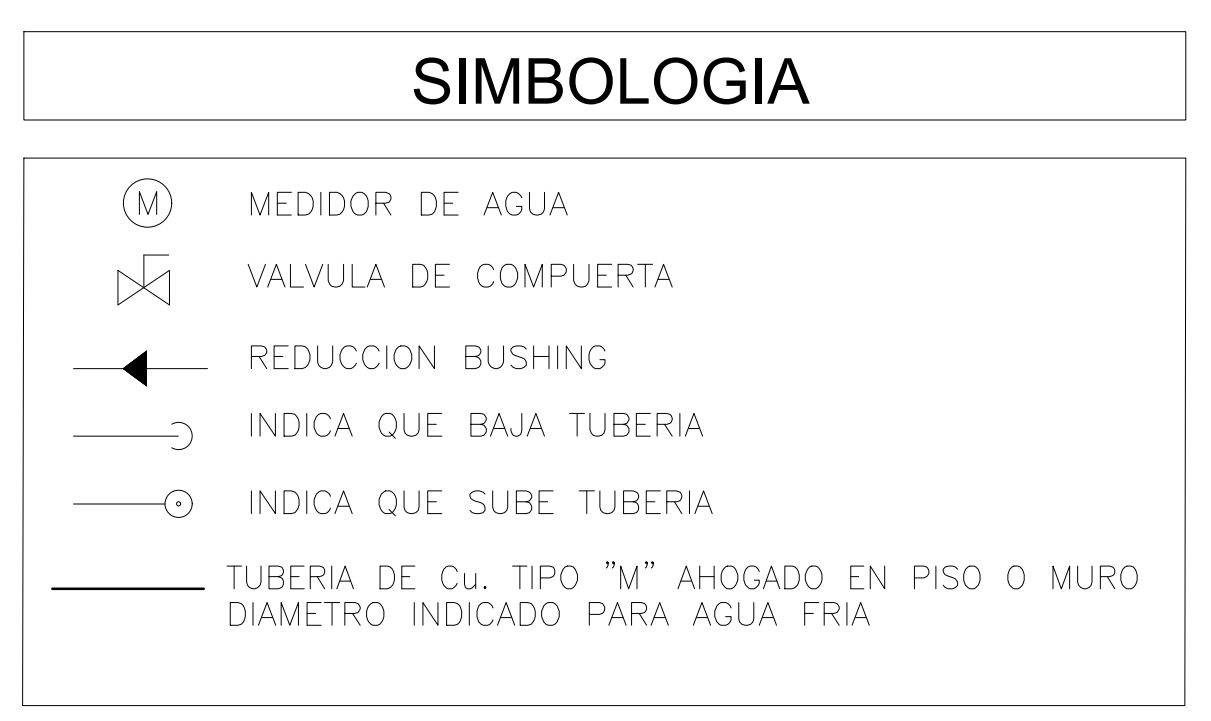 SIMBOLOGIA
M MEDIDOR DE AGUA
VALVULA DE COMPUERTA
REDUCCION BUSHING
INDICA QUE BAJA TUBERIA
INDICA QUE SUBE TUBERIA
TUBERIA DE Cu. TIPO ”M” AHOGADO EN PISO O MURO
DIAMETRO INDICADO PARA AGUA FRIA